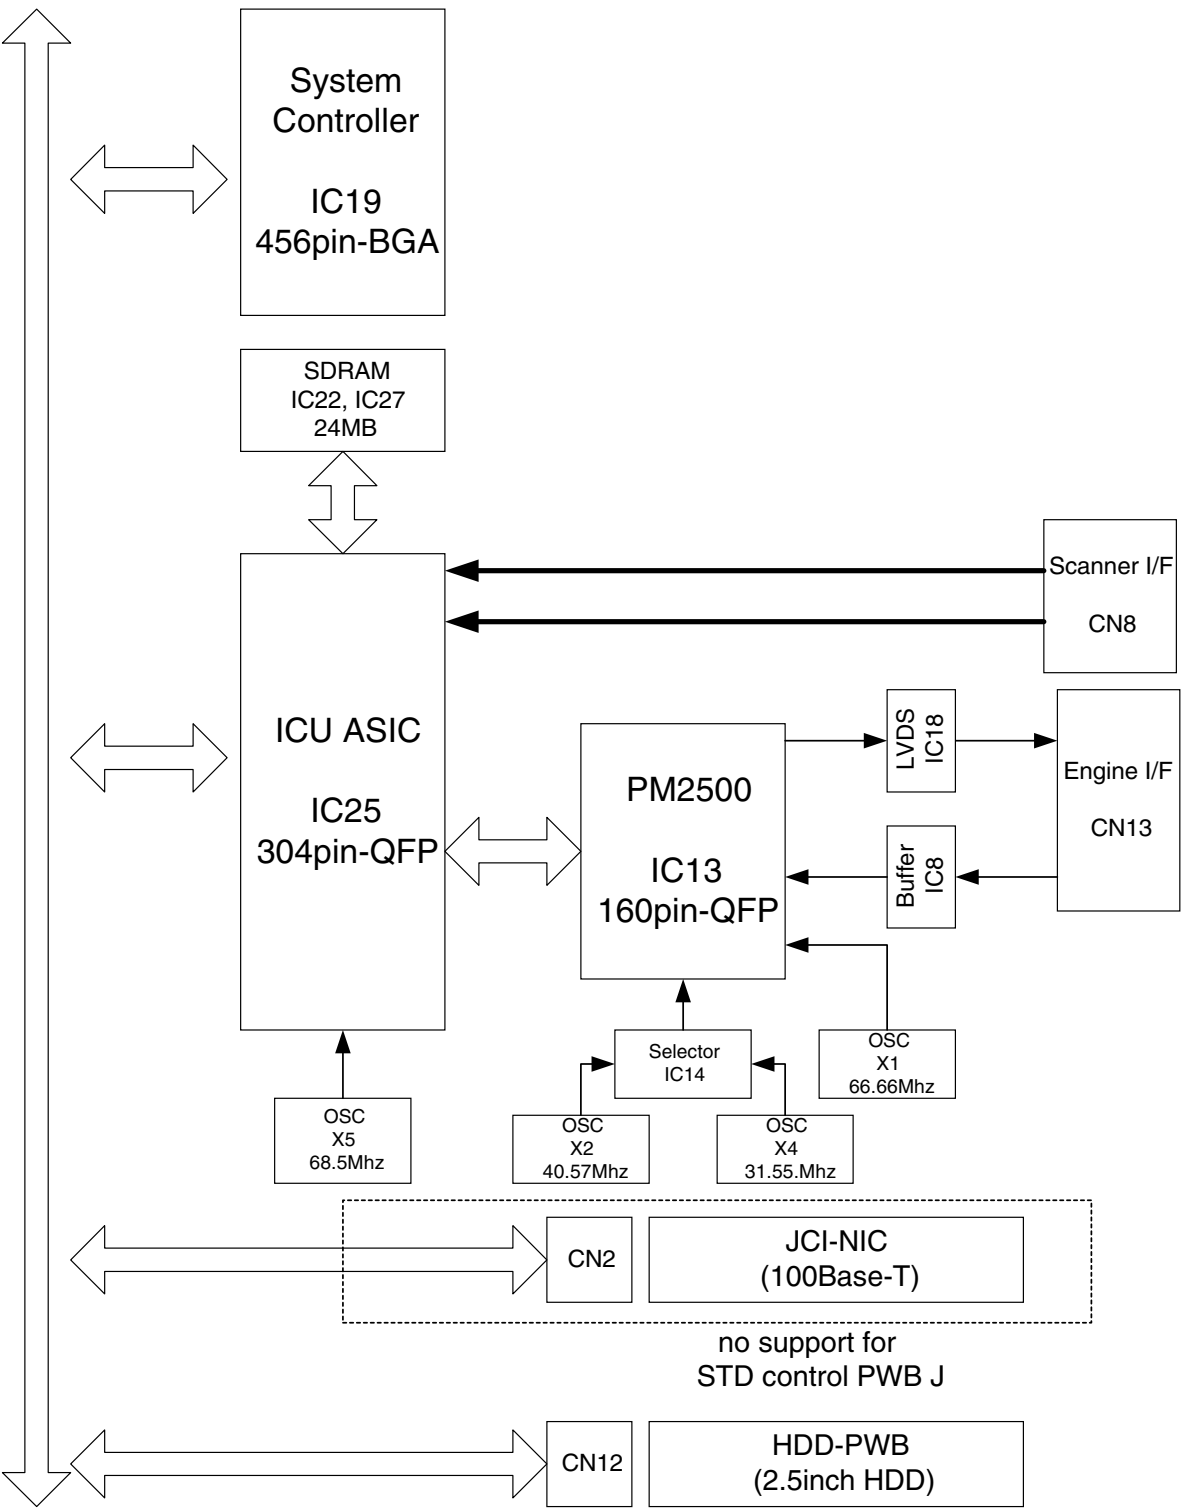 System
Controller
IC19
456pin-BGA
SDRAM
IC22, IC27
24MB
Scanner I/F
CN8
ICU ASIC
IC25
304pin-QFP
PM2500
IC13
160pin-QFP
LVDS
IC18
Engine I/F
CN13
Buffer
IC8
Selector
IC14
OSC
X1
66.66Mhz
OSC
X5
68.5Mhz
OSC
X2
40.57Mhz
OSC
X4
31.55.Mhz
CN2
JCI-NIC
(100Base-T)
no support for
STD control PWB J
CN12
HDD-PWB
(2.5inch HDD)